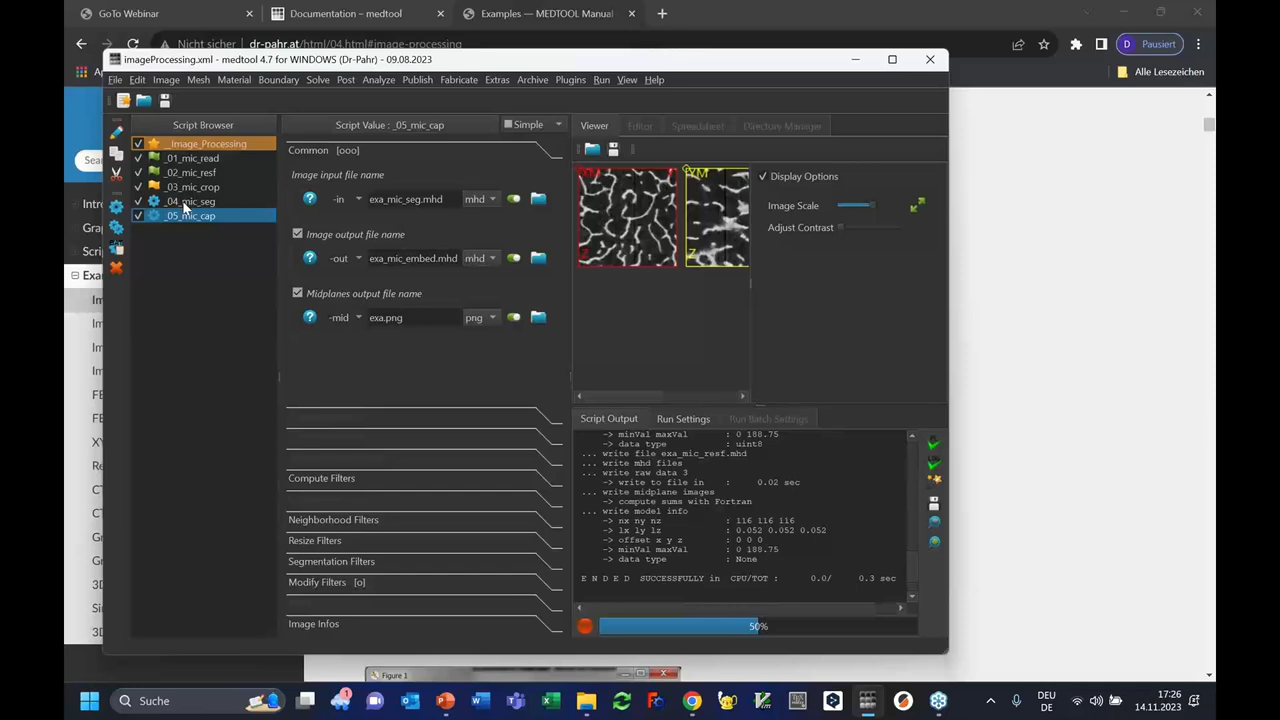 GoTo Webinar
Documentation – medtool
Examples — MEDTOOL Manual
Nicht sicher
dr-pahr.at/html/04.html#image-processing
D Pausiert
Alle Lesezeichen
imageProcessing.xml - medtool 4.7 for WINDOWS (Dr-Pahr) - 09.08.2023
File Edit Image Mesh Material Boundary Solve Post Analyze Publish Fabricate Extras Archive Plugins Run View Help
Script Browser
Script Value : _05_mic_cap
Simple
Viewer
Editor
Spreadsheet
Directory Manager
__Image_Processing
_01_mic_read
_02_mic_resf
_03_mic_crop
_04_mic_seg
_05_mic_cap
Common [ooo]
Image input file name
? -in exa_mic_seg.mhd mhd
Image output file name
? -out exa_mic_embed.mhd mhd
Midplanes output file name
? -mid exa.png png
Compute Filters
Neighborhood Filters
Resize Filters
Segmentation Filters
Modify Filters [o]
Image Infos
Display Options
Image Scale
Adjust Contrast
Script Output
Run Settings
Run Batch Settings
-> minVal maxVal : 0 188.75
-> data type : uint8
... write file exa_mic_resf.mhd
... write mhd files
... write raw data 3
-> write to file in : 0.02 sec
... write midplane images
-> compute sums with Fortran
... write model info
-> nx ny nz : 116 116 116
-> lx ly lz : 0.052 0.052 0.052
-> offset x y z : 0 0 0
-> minVal maxVal : 0 188.75
-> data type : None
E N D E D SUCCESSFULLY in CPU/TOT : 0.0/ 0.3 sec
50%
Figure 1
Suche
DEU
DE
17:26
14.11.2023